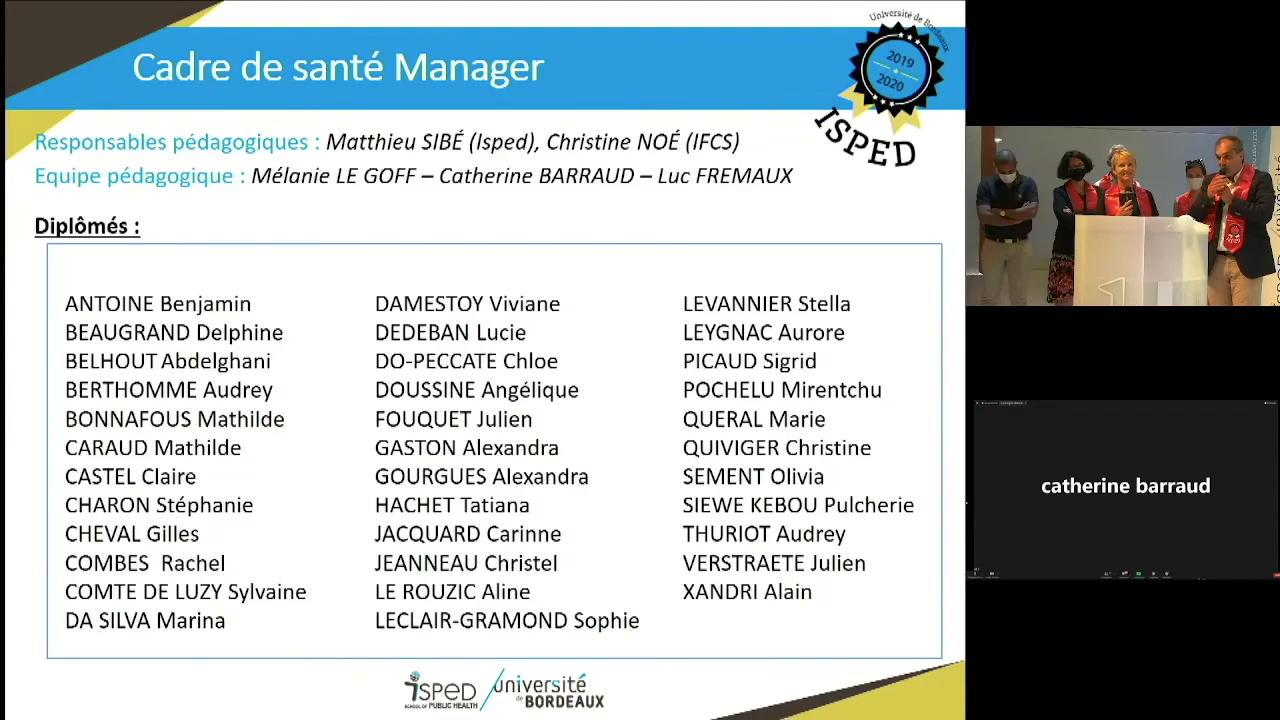 Cadre de santé Manager
Université de Bordeaux
2019
2020
ISPED
Responsables pédagogiques : Matthieu SIBÉ (Isped), Christine NOÉ (IFCS)
Equipe pédagogique : Mélanie LE GOFF – Catherine BARRAUD – Luc FREMAUX
Diplômés :
ANTOINE Benjamin
BEAUGRAND Delphine
BELHOUT Abdelghani
BERTHOMME Audrey
BONNAFOUS Mathilde
CARAUD Mathilde
CASTEL Claire
CHARON Stéphanie
CHEVAL Gilles
COMBES Rachel
COMTE DE LUZY Sylvaine
DA SILVA Marina
DAMESTOY Viviane
DEDEBAN Lucie
DO-PECCATE Chloe
DOUSSINE Angélique
FOUQUET Julien
GASTON Alexandra
GOURGUES Alexandra
HACHET Tatiana
JACQUARD Carinne
JEANNEAU Christel
LE ROUZIC Aline
LECLAIR-GRAMOND Sophie
LEVANNIER Stella
LEYGNAC Aurore
PICAUD Sigrid
POCHELU Mirentchu
QUERAL Marie
QUIVIGER Christine
SEMENT Olivia
SIEWE KEBOU Pulcherie
THURIOT Audrey
VERSTRAETE Julien
XANDRI Alain
isped
SCHOOL OF PUBLIC HEALTH
université
de BORDEAUX
catherine barraud